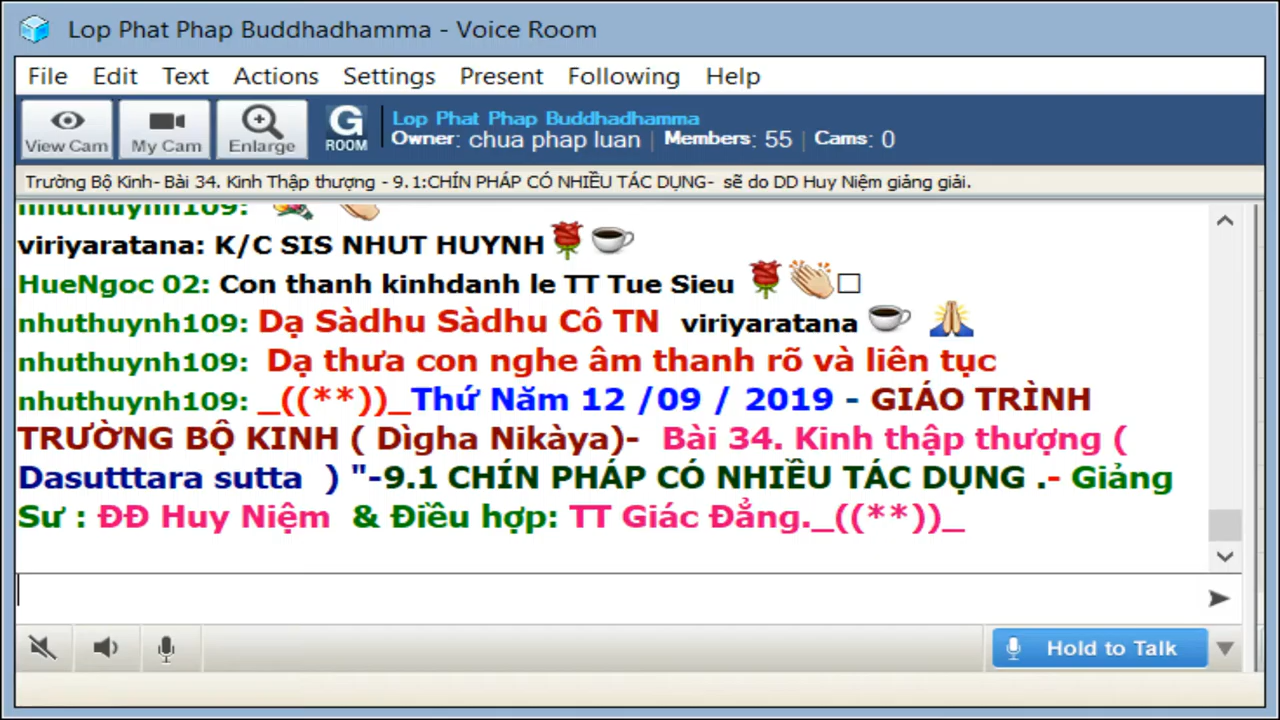 Lop Phat Phap Buddhadhamma - Voice Room
File Edit Text Actions Settings Present Following Help
View Cam My Cam Enlarge G ROOM
Lop Phat Phap Buddhadhamma
Owner: chua phap luan | Members: 55 | Cams: 0
Trường Bộ Kinh- Bài 34. Kinh Thập thượng - 9.1:CHÍN PHÁP CÓ NHIỀU TÁC DỤNG- sẽ do DD Huy Niệm giảng giải.
nhuthuynh109:
viriyaratana: K/C SIS NHUT HUYNH
HueNgoc 02: Con thanh kinhdanh le TT Tue Sieu
nhuthuynh109: Dạ Sàdhu Sàdhu Cô TN viriyaratana
nhuthuynh109: Dạ thưa con nghe âm thanh rõ và liên tục
nhuthuynh109: _((**))_Thứ Năm 12 /09 / 2019 - GIÁO TRÌNH
TRƯỜNG BỘ KINH ( Dìgha Nikàya)- Bài 34. Kinh thập thượng (
Dasutttara sutta ) "-9.1 CHÍN PHÁP CÓ NHIỀU TÁC DỤNG .- Giảng
Sư : ĐĐ Huy Niệm & Điều hợp: TT Giác Đẳng._((**))_
Hold to Talk